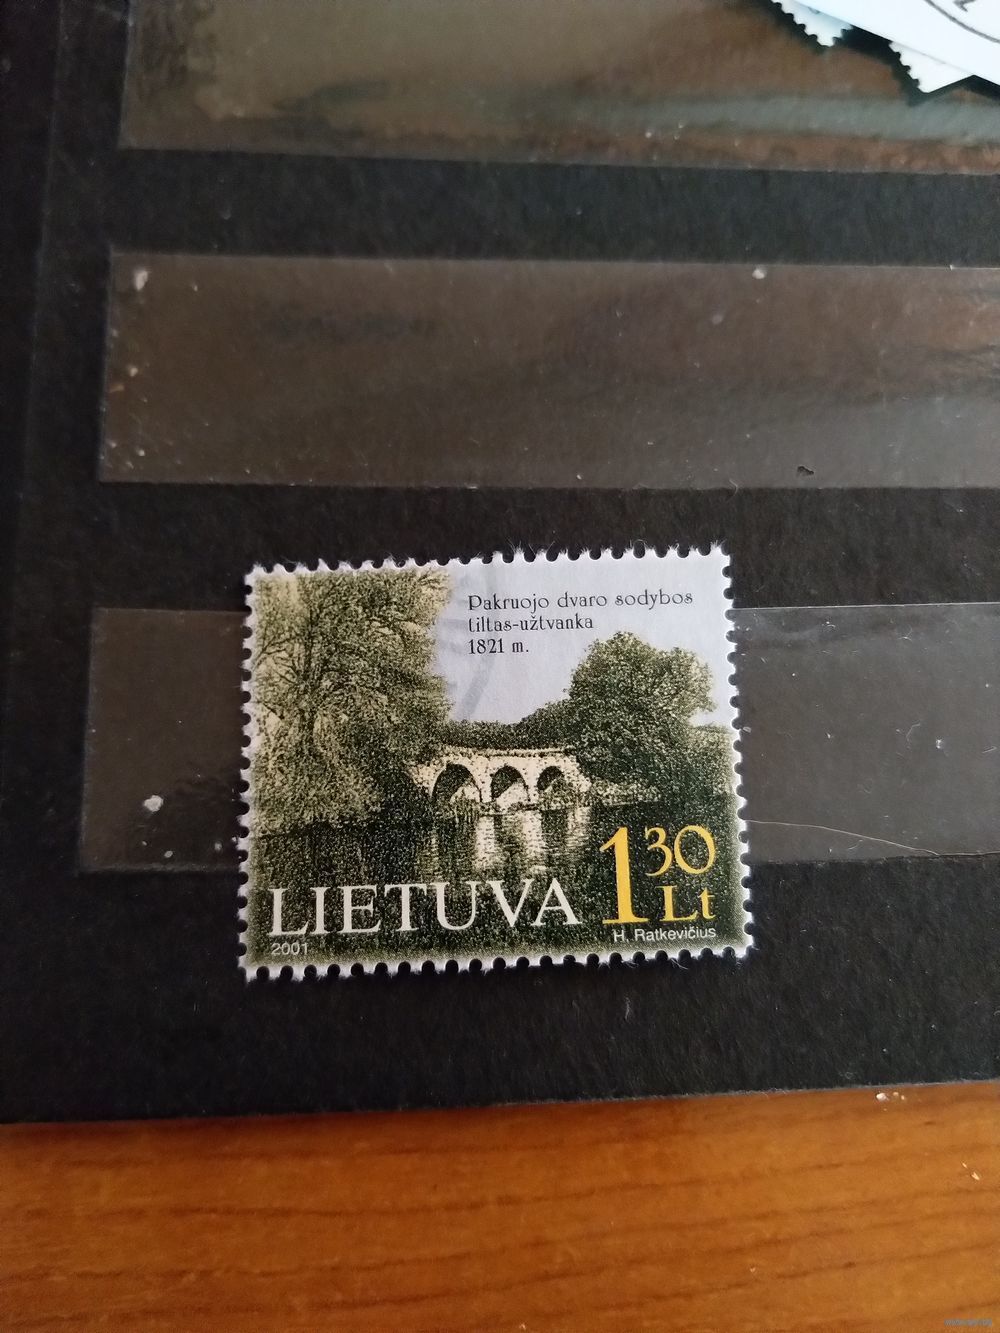 Pakruojo dvaro sodybos
tiltas-užtvanka
1821 m.
LIETUVA
1 30 Lt
2001
H. Ratkevičius